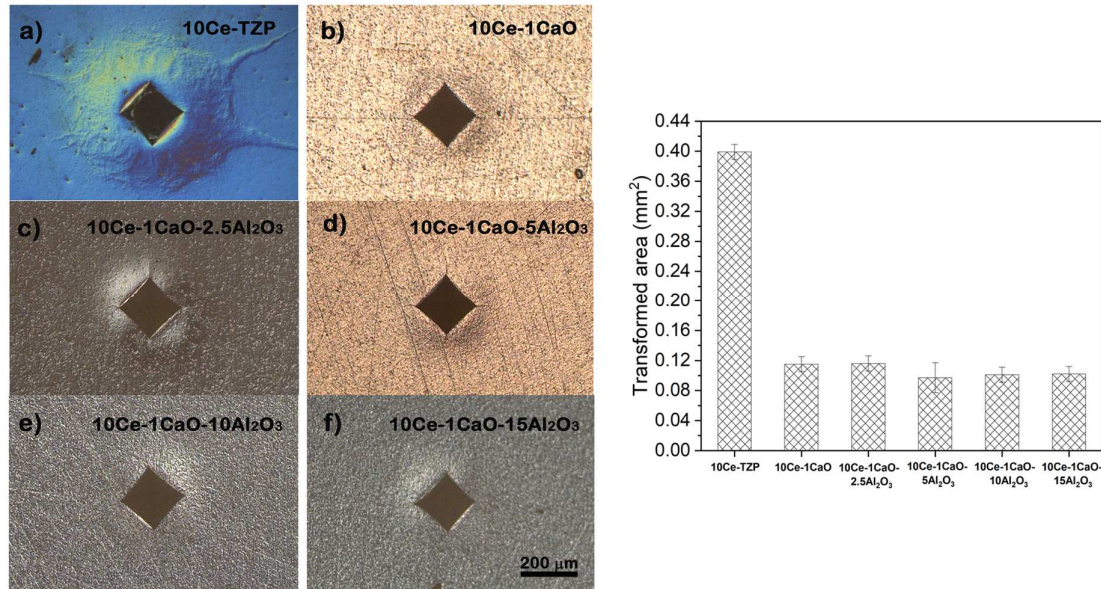 a) 10Ce-TZP
b) 10Ce-1CaO
c) 10Ce-1CaO-2.5Al₂O₃
d) 10Ce-1CaO-5Al₂O₃
e) 10Ce-1CaO-10Al₂O₃
f) 10Ce-1CaO-15Al₂O₃
200 µm
Transformed area (mm²)
0.44
0.40
0.36
0.32
0.28
0.24
0.20
0.16
0.12
0.08
0.04
0.00
10Ce-TZP
10Ce-1CaO
10Ce-1CaO-
2.5Al₂O₃
10Ce-1CaO-
5Al₂O₃
10Ce-1CaO-
10Al₂O₃
10Ce-1CaO-
15Al₂O₃